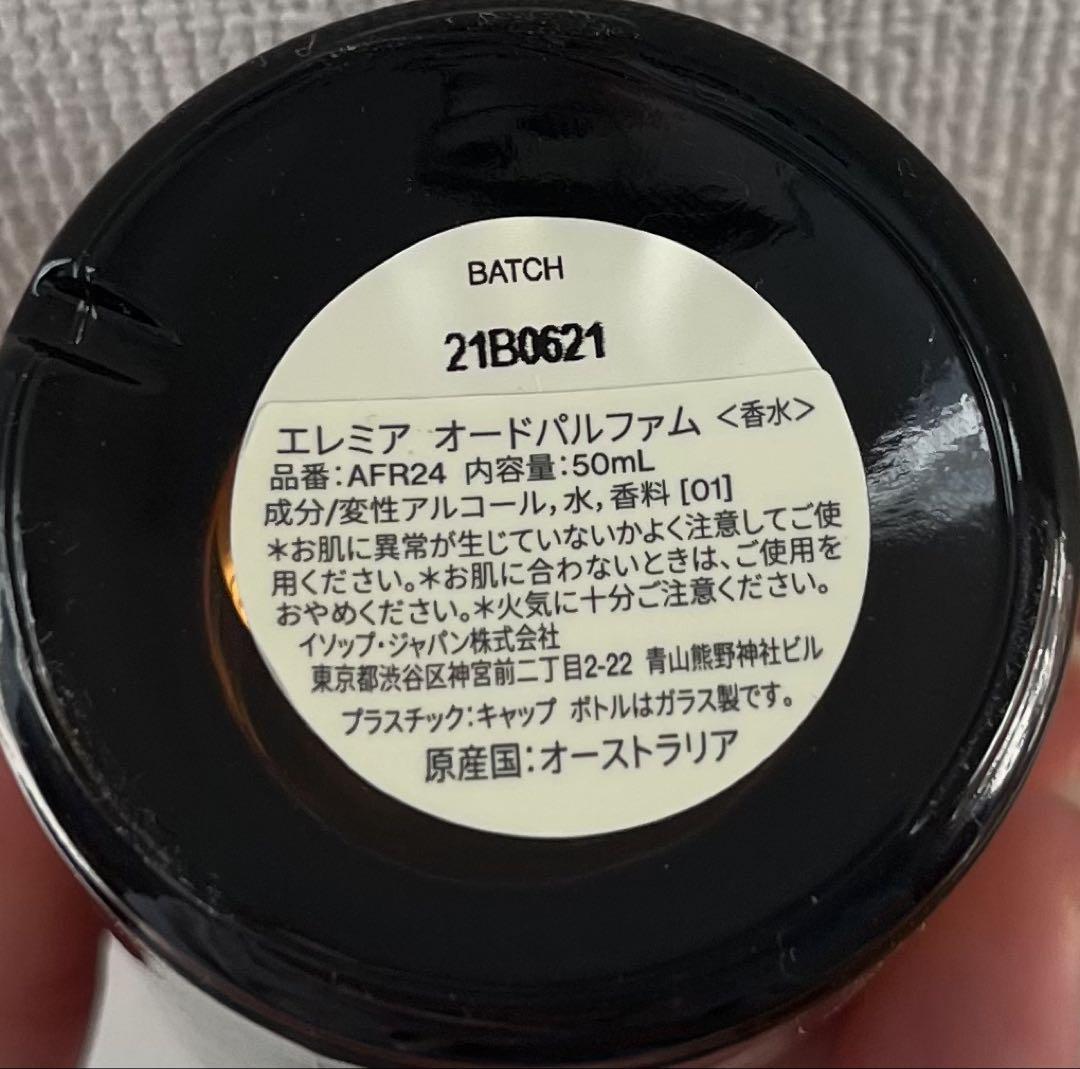 BATCH
21B0621
エレミア オードパルファム <香水>
品番:AFR24 内容量:50mL
成分/変性アルコール,水,香料 [01]
*お肌に異常が生じていないかよく注意してご使
用ください。*お肌に合わないときは、ご使用を
おやめください。*火気に十分ご注意ください。
イソップ・ジャパン株式会社
東京都渋谷区神宮前二丁目2-22 青山熊野神社ビル
プラスチック:キャップ ボトルはガラス製です。
原産国:オーストラリア